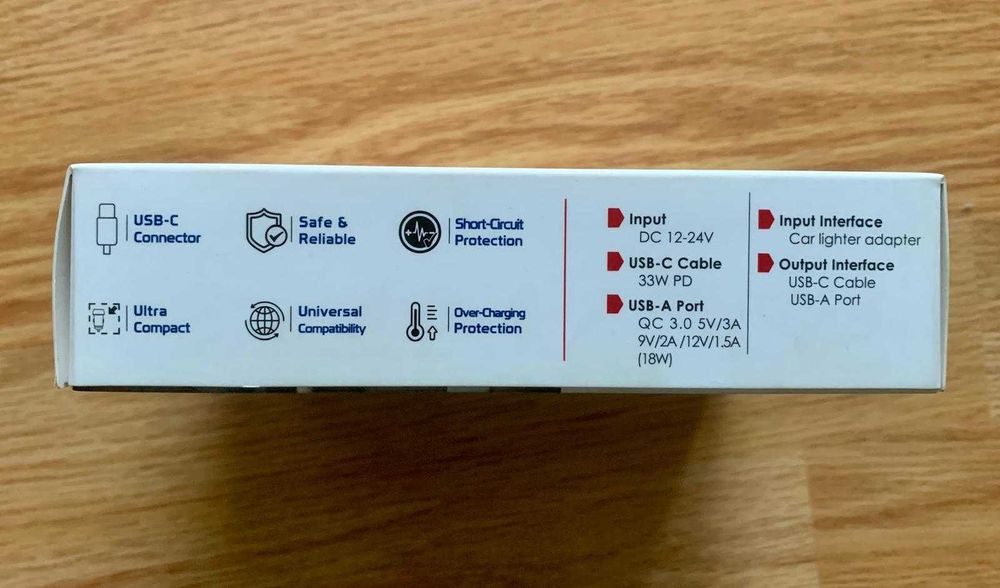 USB-C
Connector
Safe &
Reliable
Short-Circuit
Protection
Ultra
Compact
Universal
Compatibility
Over-Charging
Protection
Input
DC 12-24V
USB-C Cable
33W PD
USB-A Port
QC 3.0 5V/3A
9V/2A /12V/1.5A
(18W)
Input Interface
Car lighter adapter
Output Interface
USB-C Cable
USB-A Port